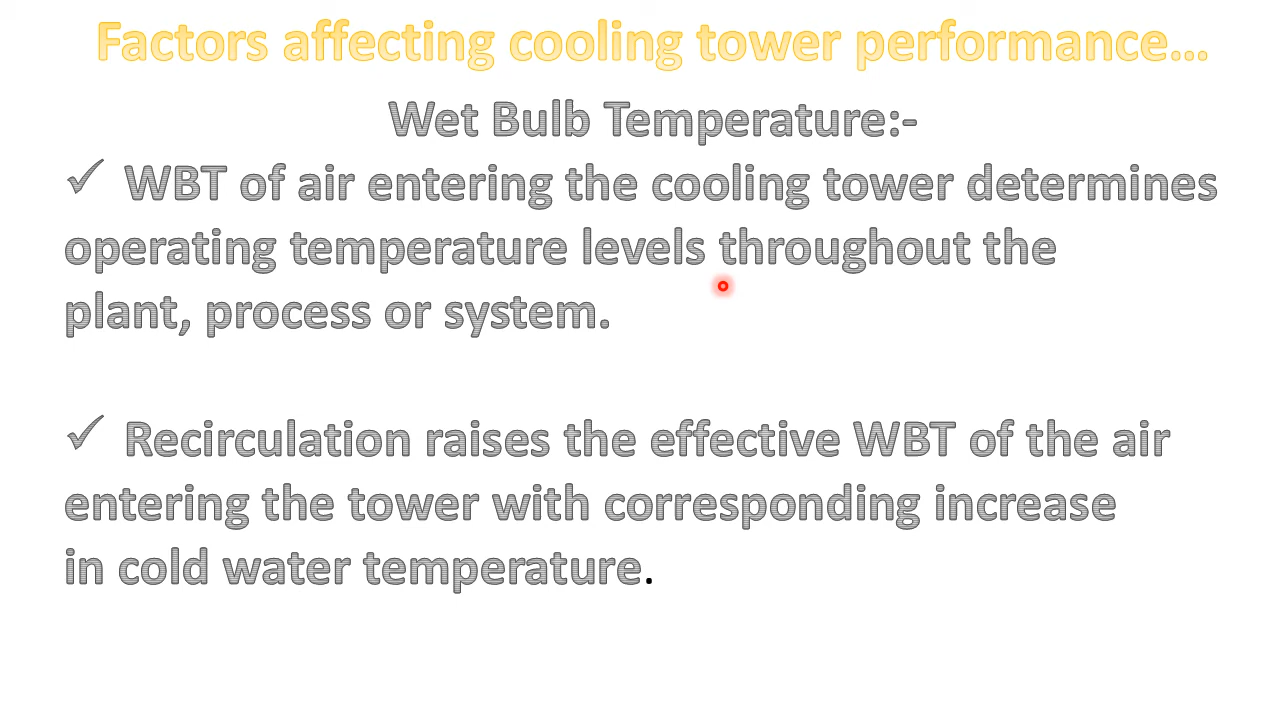 Factors affecting cooling tower performance...
Wet Bulb Temperature:-
✓ WBT of air entering the cooling tower determines
operating temperature levels throughout the
plant, process or system.
✓ Recirculation raises the effective WBT of the air
entering the tower with corresponding increase
in cold water temperature.